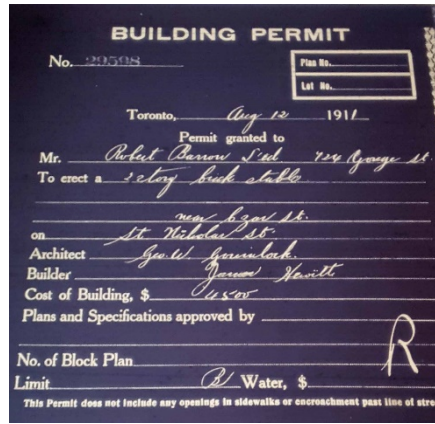 BUILDING PERMIT
No. 29598
Plan No.
Lot No.
Toronto, Aug 12 1911
Permit granted to
Mr. Robert Barron L'td. 724 Yonge st.
To erect a 2 story brick stable
near st.
on St. Nicholas St.
Architect Geo. W. Gouinlock.
Builder James Hewitt
Cost of Building, $ 4500
Plans and Specifications approved by
R
No. of Block Plan
Limit B Water, $
This Permit does not include any openings in sidewalks or encroachment past line of